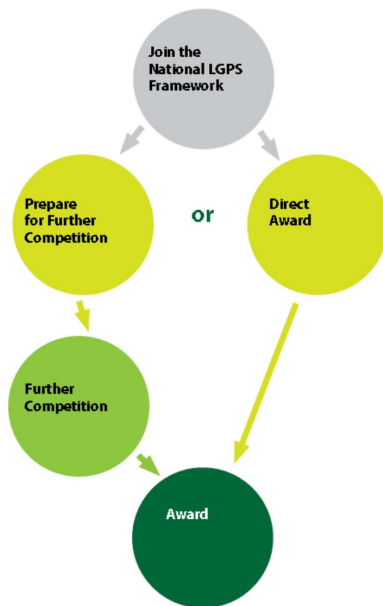 Join the
National LGPS
Framework
Prepare
for Further
Competition
or
Direct
Award
Further
Competition
Award